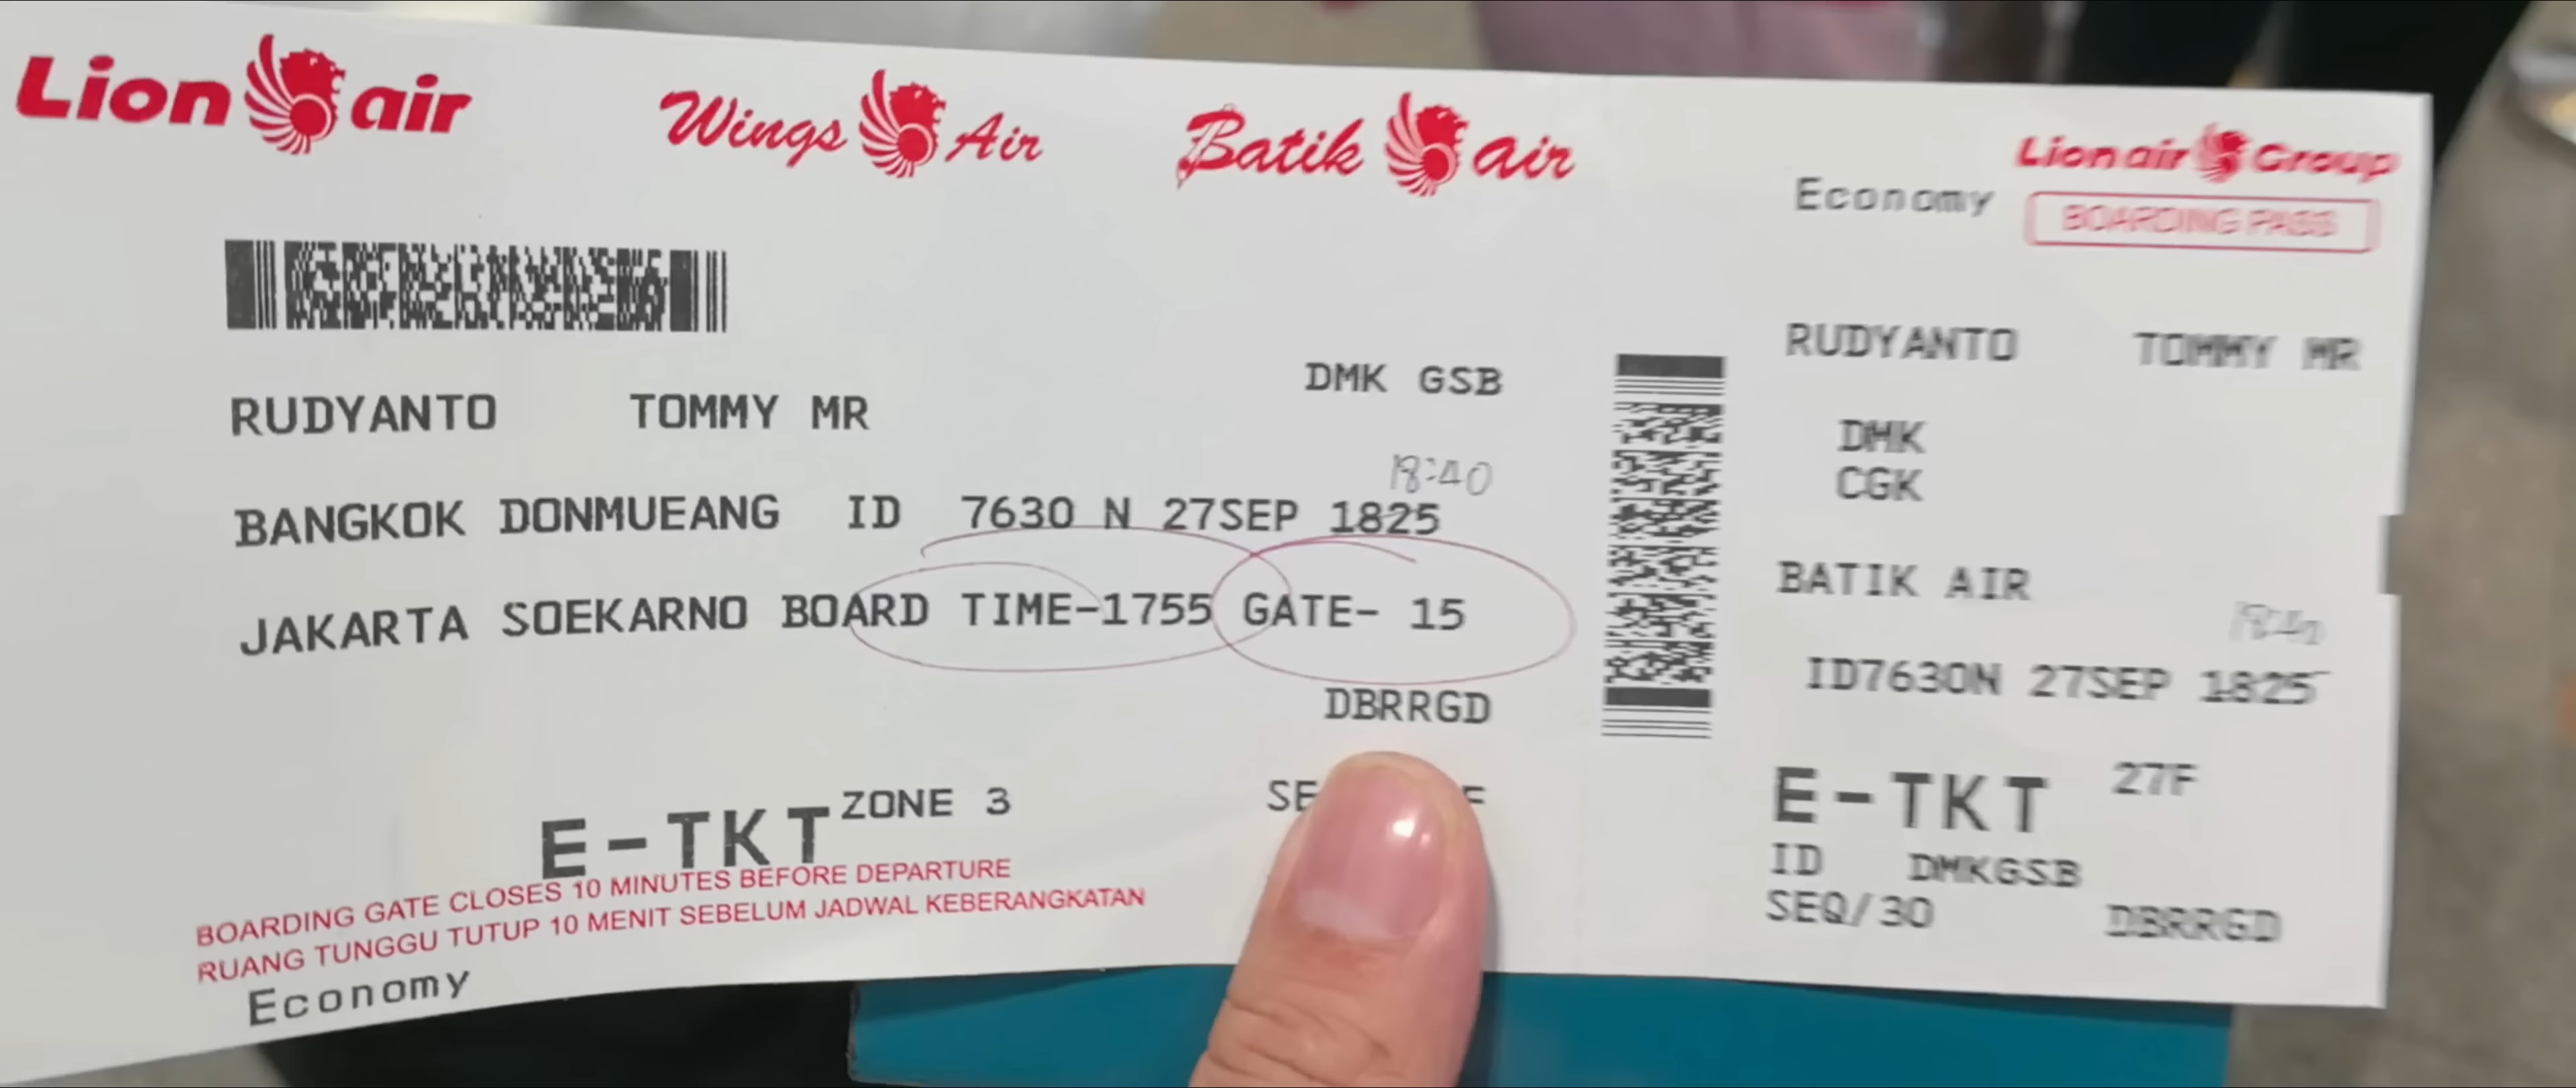 Lion air
Wings Air
Batik air
Lion air Group
Economy
BOARDING PASS
RUDYANTO TOMMY MR
DMK GSB
18:40
BANGKOK DONMUEANG ID 7630 N 27SEP 1825
JAKARTA SOEKARNO BOARD TIME-1755 GATE- 15
DBRRGD
E-TKT ZONE 3
BOARDING GATE CLOSES 10 MINUTES BEFORE DEPARTURE
RUANG TUNGGU TUTUP 10 MENIT SEBELUM JADWAL KEBERANGKATAN
Economy
RUDYANTO TOMMY MR
DMK
CGK
BATIK AIR
18:40
ID7630N 27SEP 1825
E-TKT 27F
ID DMKGSB
SEQ/30 DBRRGD